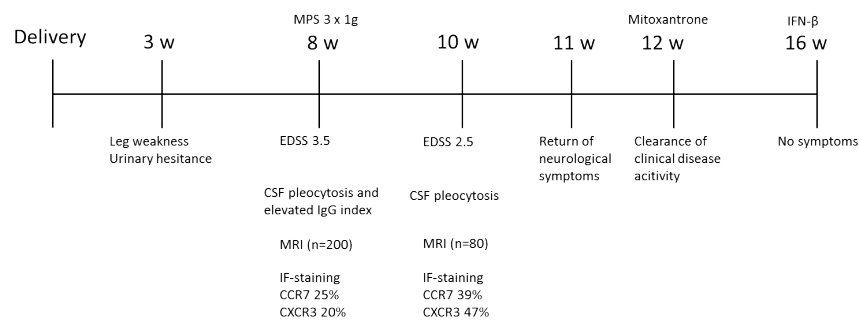 MPS 3 x 1g
Mitoxantrone
IFN-β
Delivery
3 w
8 w
10 w
11 w
12 w
16 w
Leg weakness
Urinary hesitance
EDSS 3.5
CSF pleocytosis and
elevated IgG index
MRI (n=200)
IF-staining
CCR7 25%
CXCR3 20%
EDSS 2.5
CSF pleocytosis
MRI (n=80)
IF-staining
CCR7 39%
CXCR3 47%
Return of
neurological
symptoms
Clearance of
clinical disease
acitivity
No symptoms